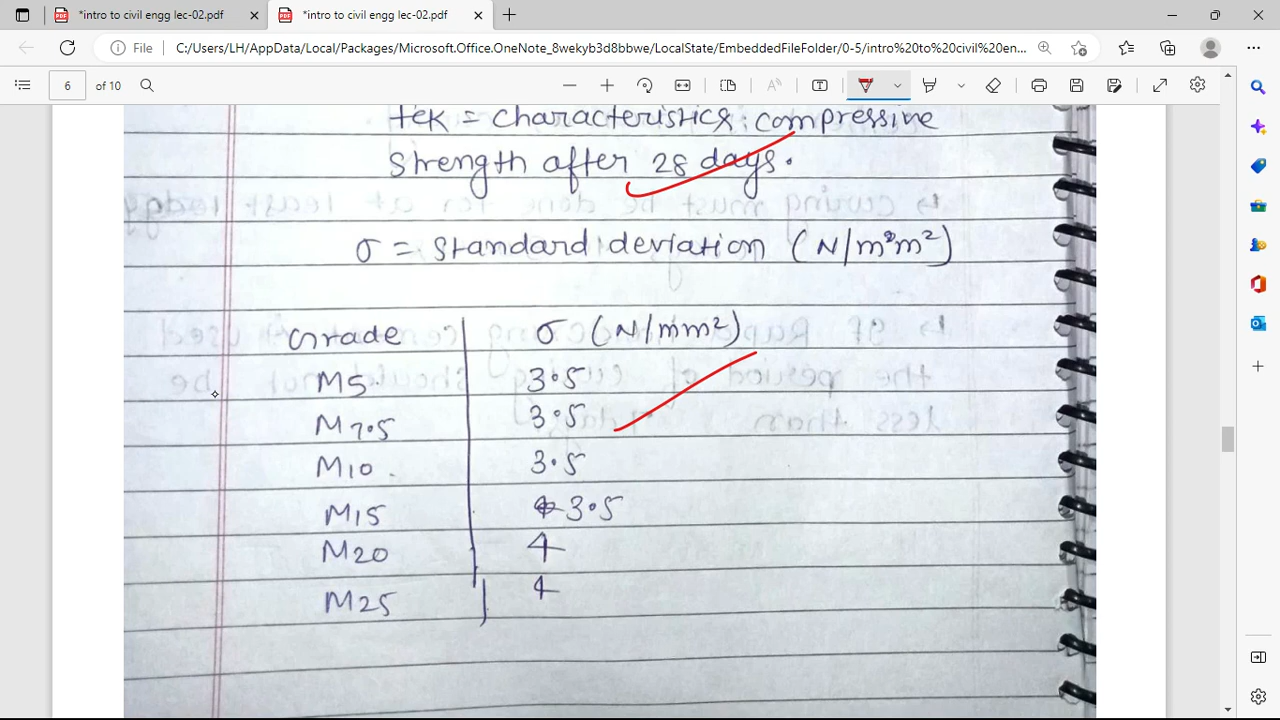 *intro to civil engg lec-02.pdf
*intro to civil engg lec-02.pdf
File C:/Users/LH/AppData/Local/Packages/Microsoft.Office.OneNote_8wekyb3d8bbwe/LocalState/EmbeddedFileFolder/0-5/intro%20to%20civil%20en...
6 of 10
fck = characteristics compressive
strength after 28 days.
σ = standard deviation (N/mm²)
Grade σ (N/mm²)
M5 3.5
M7.5 3.5
M10 3.5
M15 3.5
M20 4
M25 4